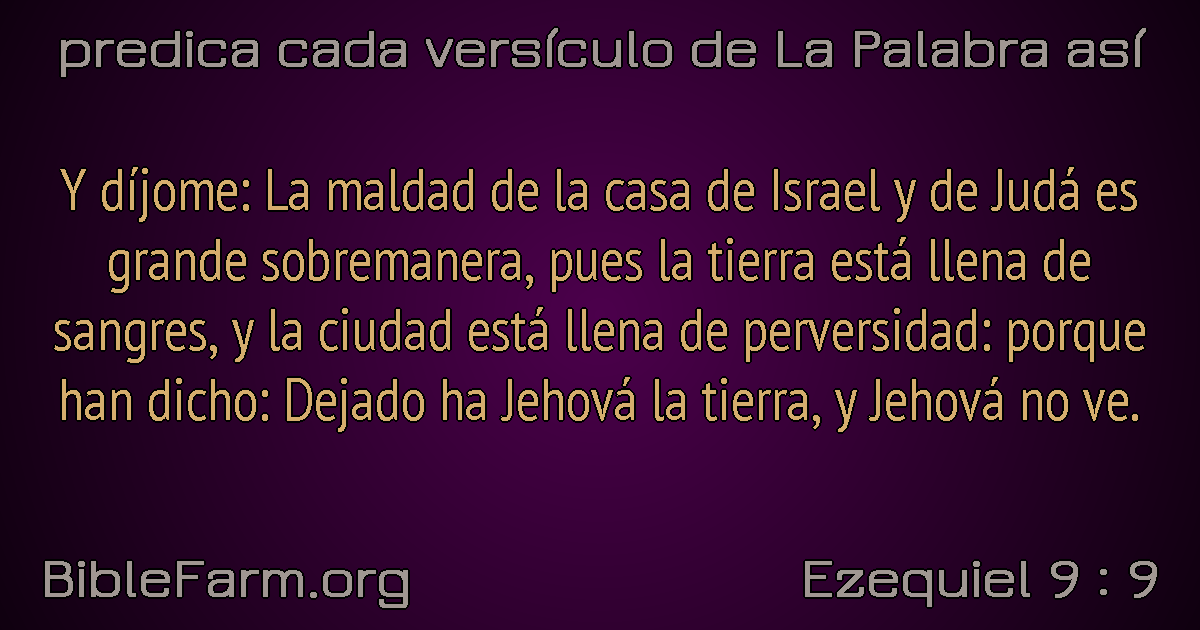 predica cada versículo de La Palabra así
Y díjome: La maldad de la casa de Israel y de Judá es
grande sobremanera, pues la tierra está llena de
sangres, y la ciudad está llena de perversidad: porque
han dicho: Dejado ha Jehová la tierra, y Jehová no ve.
BibleFarm.org
Ezequiel 9 : 9